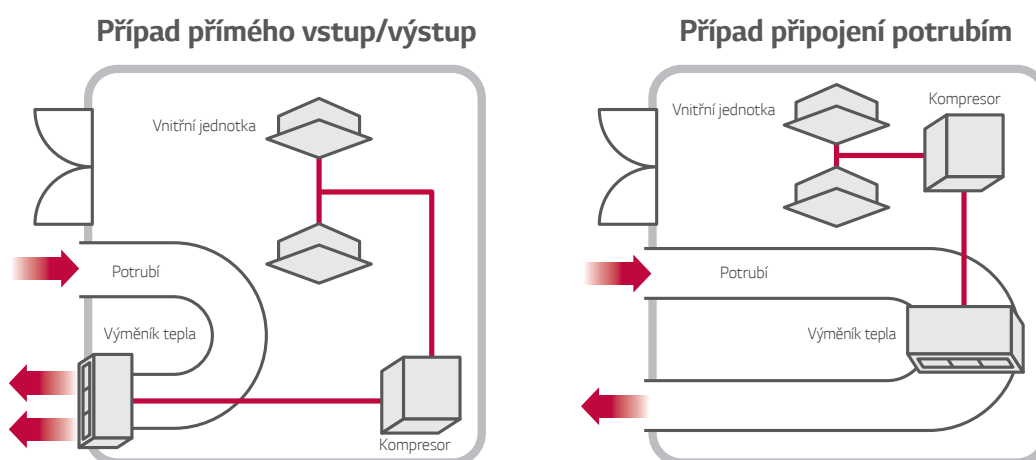 Případ přímého vstup/výstup
Vnitřní jednotka
Potrubí
Výměník tepla
Kompresor
Případ připojení potrubím
Kompresor
Vnitřní jednotka
Potrubí
Výměník tepla